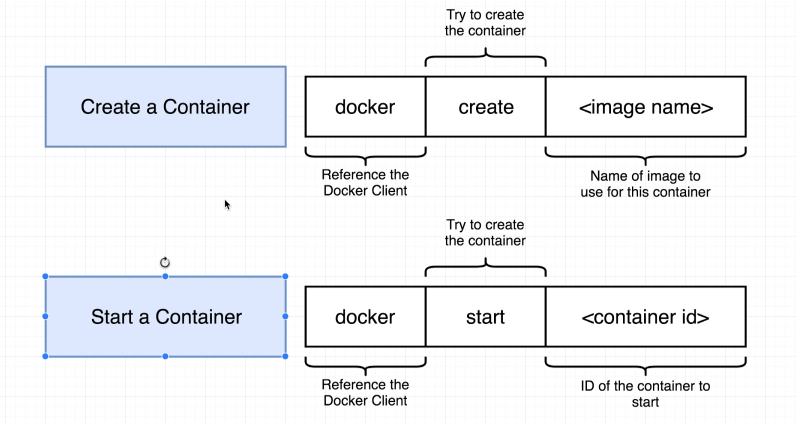 Try to create
the container
Create a Container
docker
create
<image name>
Reference the
Docker Client
Name of image to
use for this container
Try to create
the container
Start a Container
docker
start
<container id>
Reference the
Docker Client
ID of the container to
start